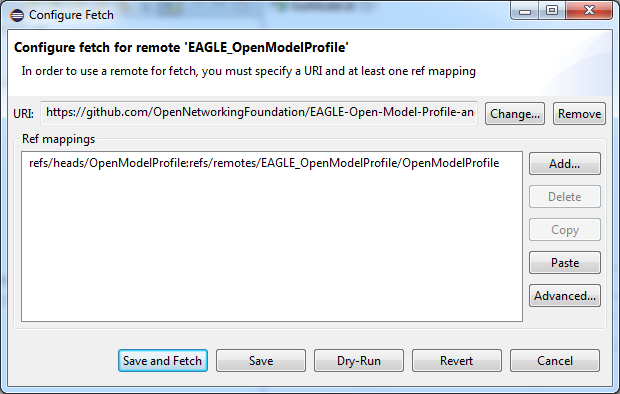 Configure Fetch
Configure fetch for remote 'EAGLE_OpenModelProfile'
In order to use a remote for fetch, you must specify a URI and at least one ref mapping
URI: https://github.com/OpenNetworkingFoundation/EAGLE-Open-Model-Profile-an Change... Remove
Ref mappings
refs/heads/OpenModelProfile:refs/remotes/EAGLE_OpenModelProfile/OpenModelProfile
Add...
Delete
Copy
Paste
Advanced...
Save and Fetch Save Dry-Run Revert Cancel